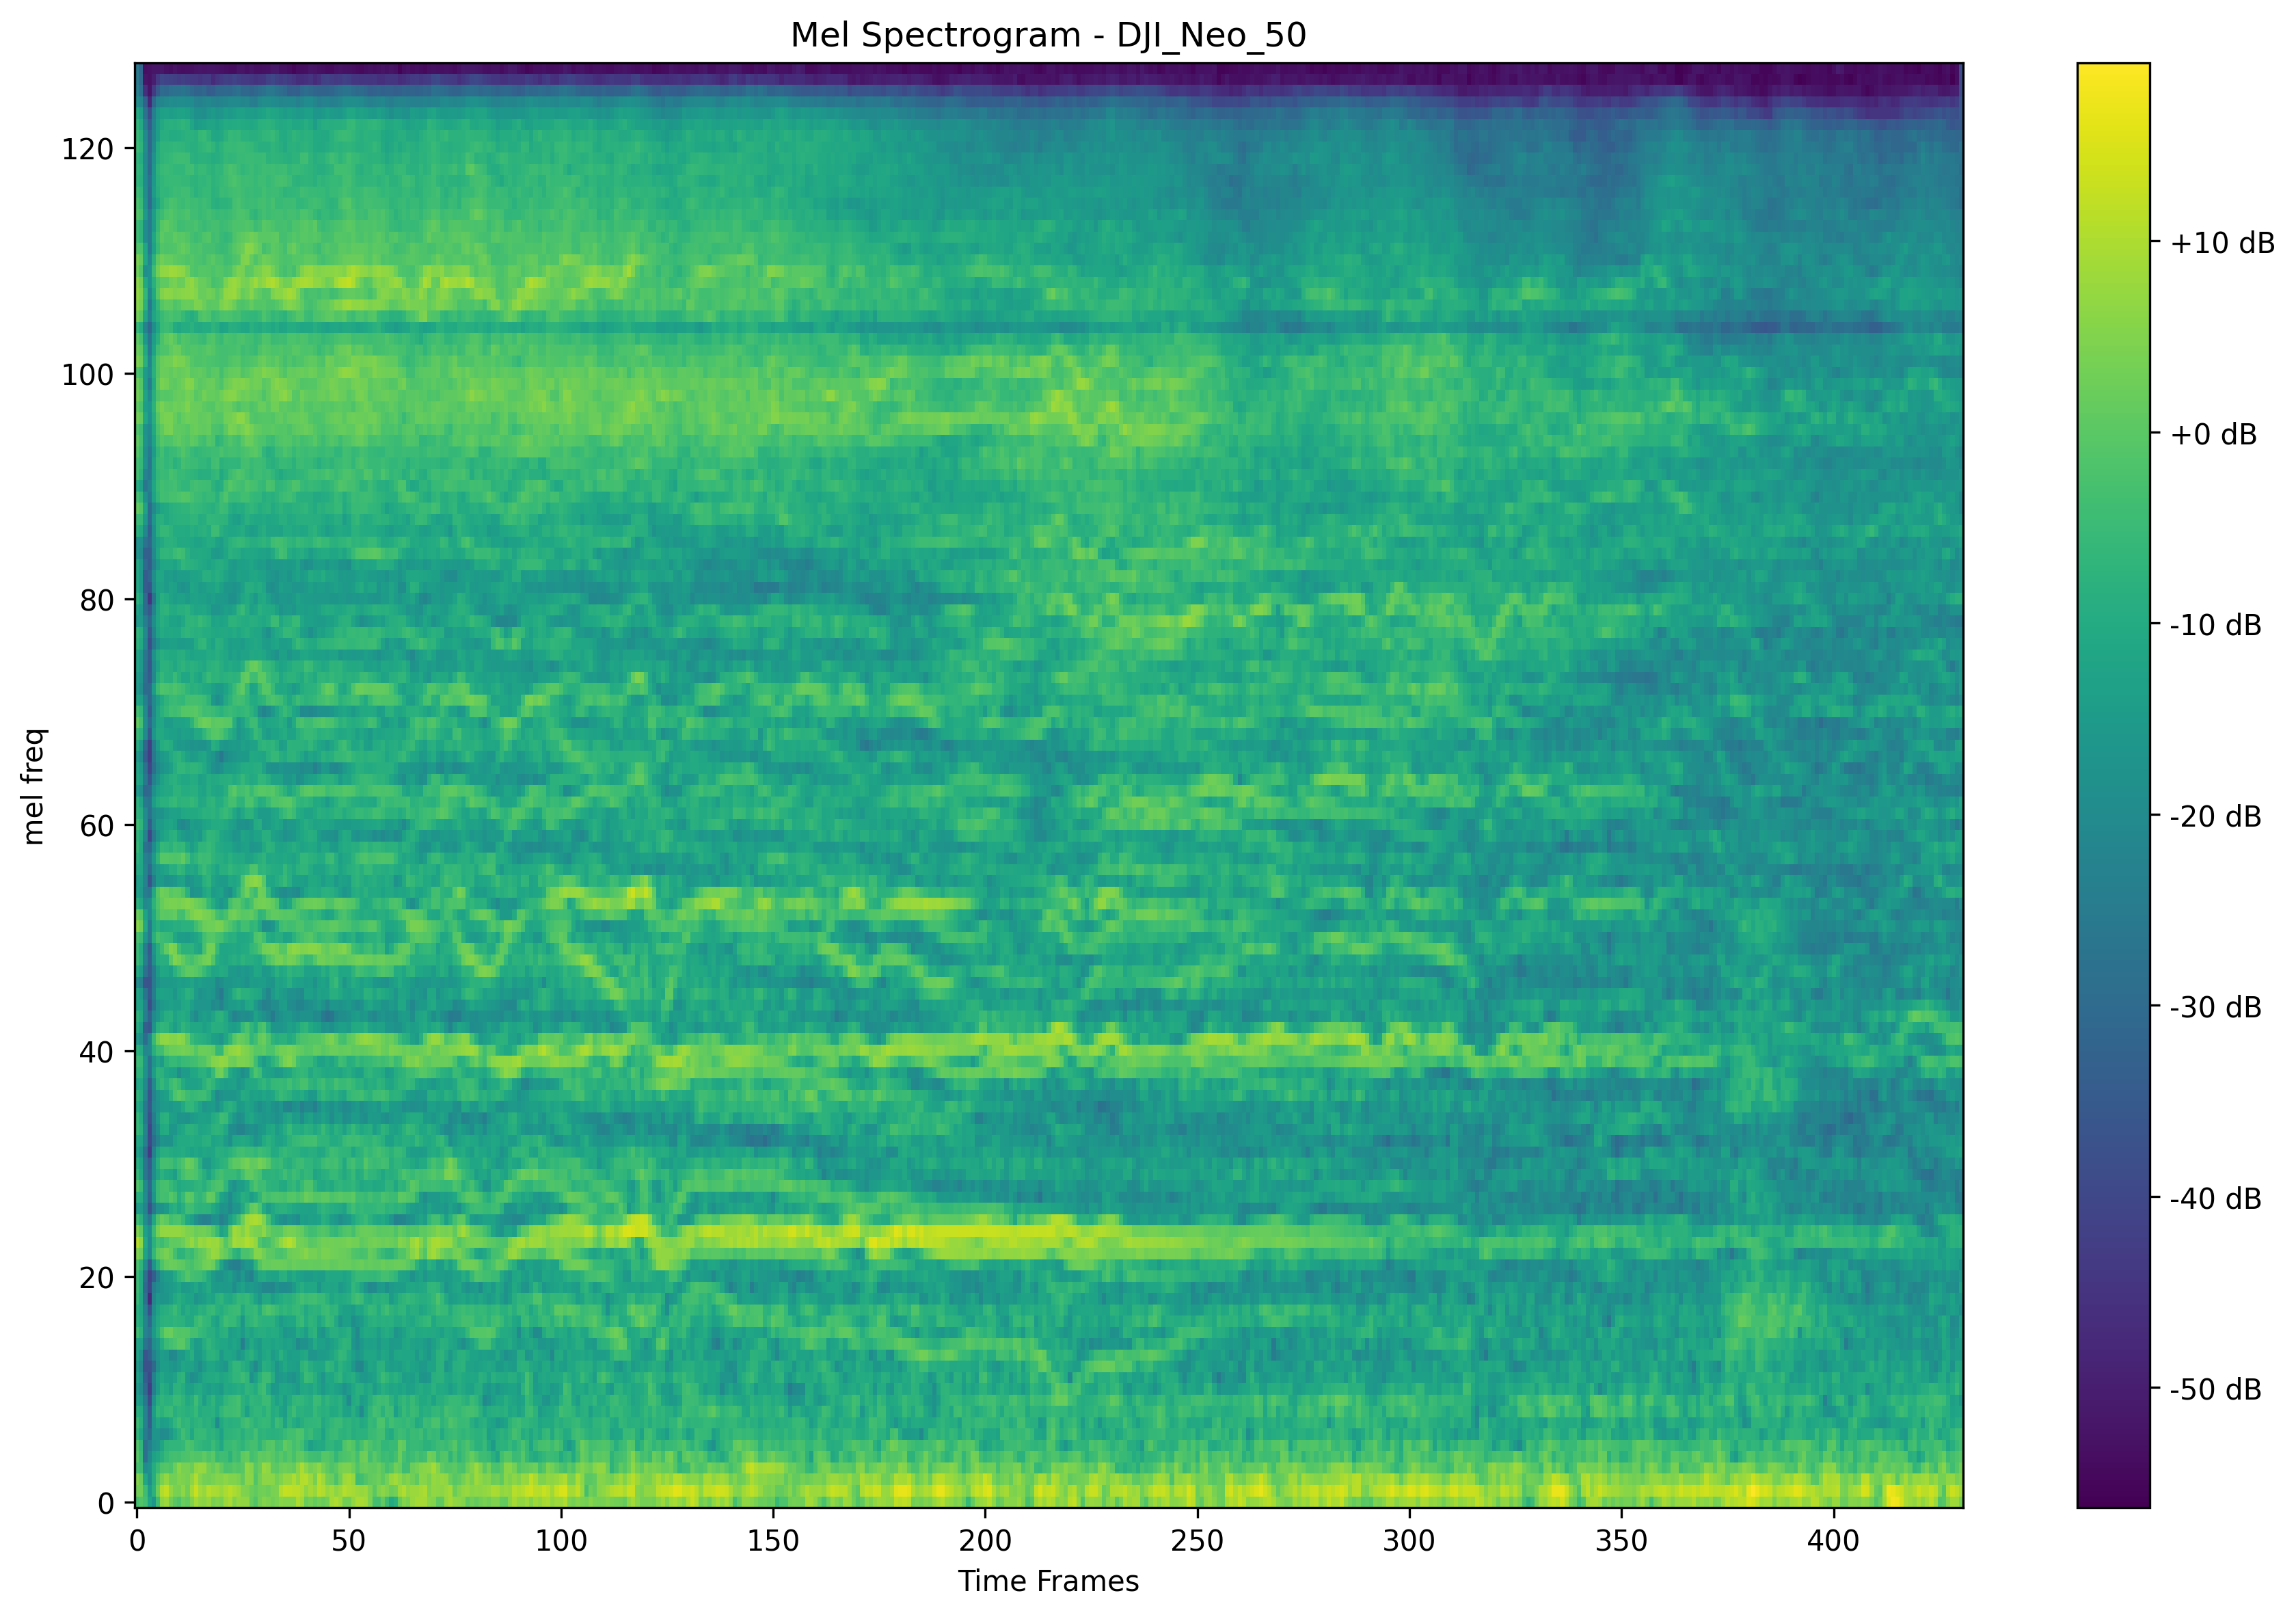 Mel Spectrogram - DJI_Neo_50
mel freq
120
100
80
60
40
20
0
0 50 100 150 200 250 300 350 400
Time Frames
+10 dB
+0 dB
-10 dB
-20 dB
-30 dB
-40 dB
-50 dB